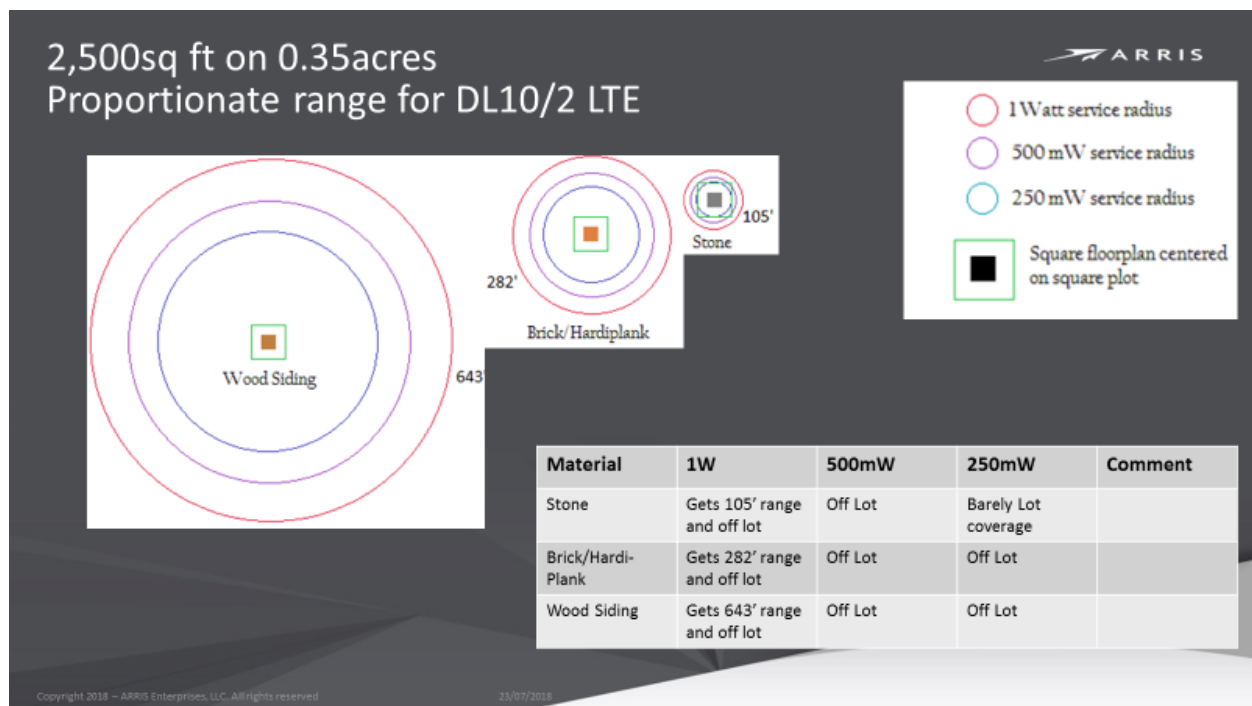 2,500sq ft on 0.35acres
Proportionate range for DL10/2 LTE
ARRIS
1 Watt service radius
500 mW service radius
250 mW service radius
Square floorplan centered
on square plot
Wood Siding
643'
282'
Brick/Hardiplank
105'
Stone
Material 1W 500mW 250mW Comment
Stone Gets 105’ range Off Lot Barely Lot
and off lot coverage
Brick/Hardi- Gets 282’ range Off Lot Off Lot
Plank and off lot
Wood Siding Gets 643’ range Off Lot Off Lot
and off lot
Copyright 2018 – ARRIS Enterprises, LLC. All rights reserved
23/07/2018